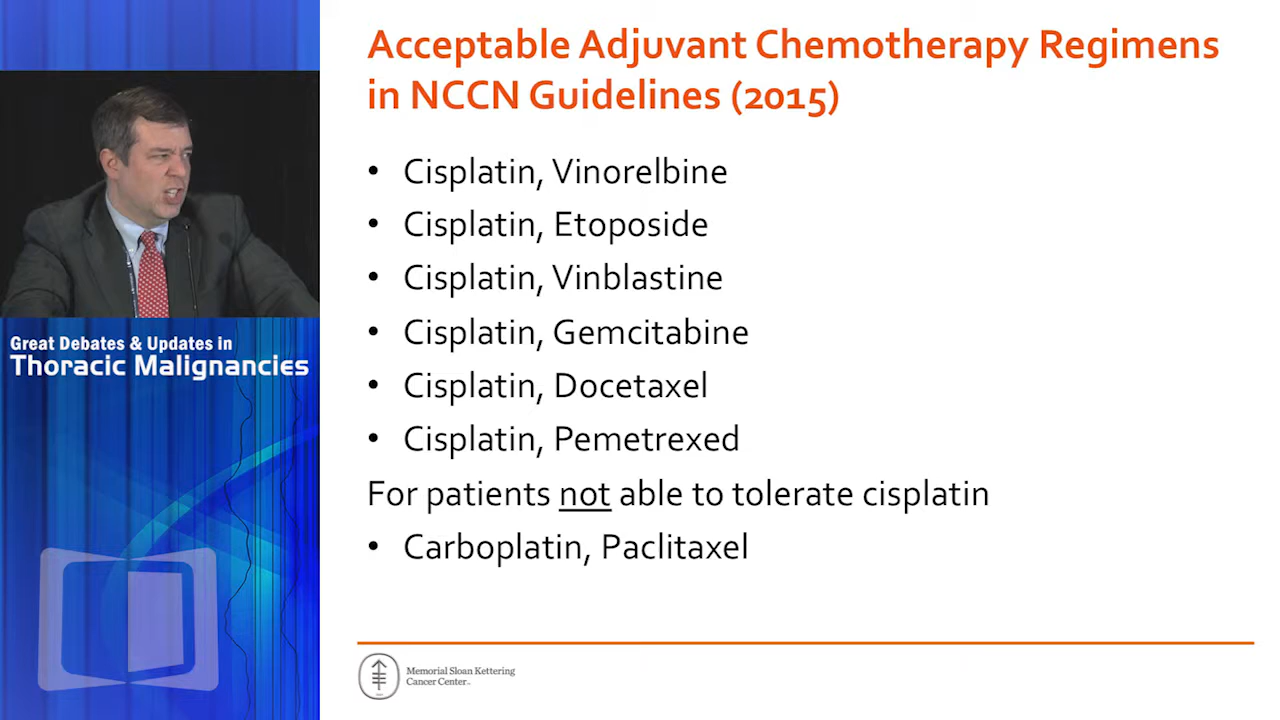 Acceptable Adjuvant Chemotherapy Regimens
in NCCN Guidelines (2015)
• Cisplatin, Vinorelbine
• Cisplatin, Etoposide
• Cisplatin, Vinblastine
• Cisplatin, Gemcitabine
• Cisplatin, Docetaxel
• Cisplatin, Pemetrexed
For patients not able to tolerate cisplatin
• Carboplatin, Paclitaxel
Great Debates & Updates in
Thoracic Malignancies
Memorial Sloan Kettering
Cancer Center